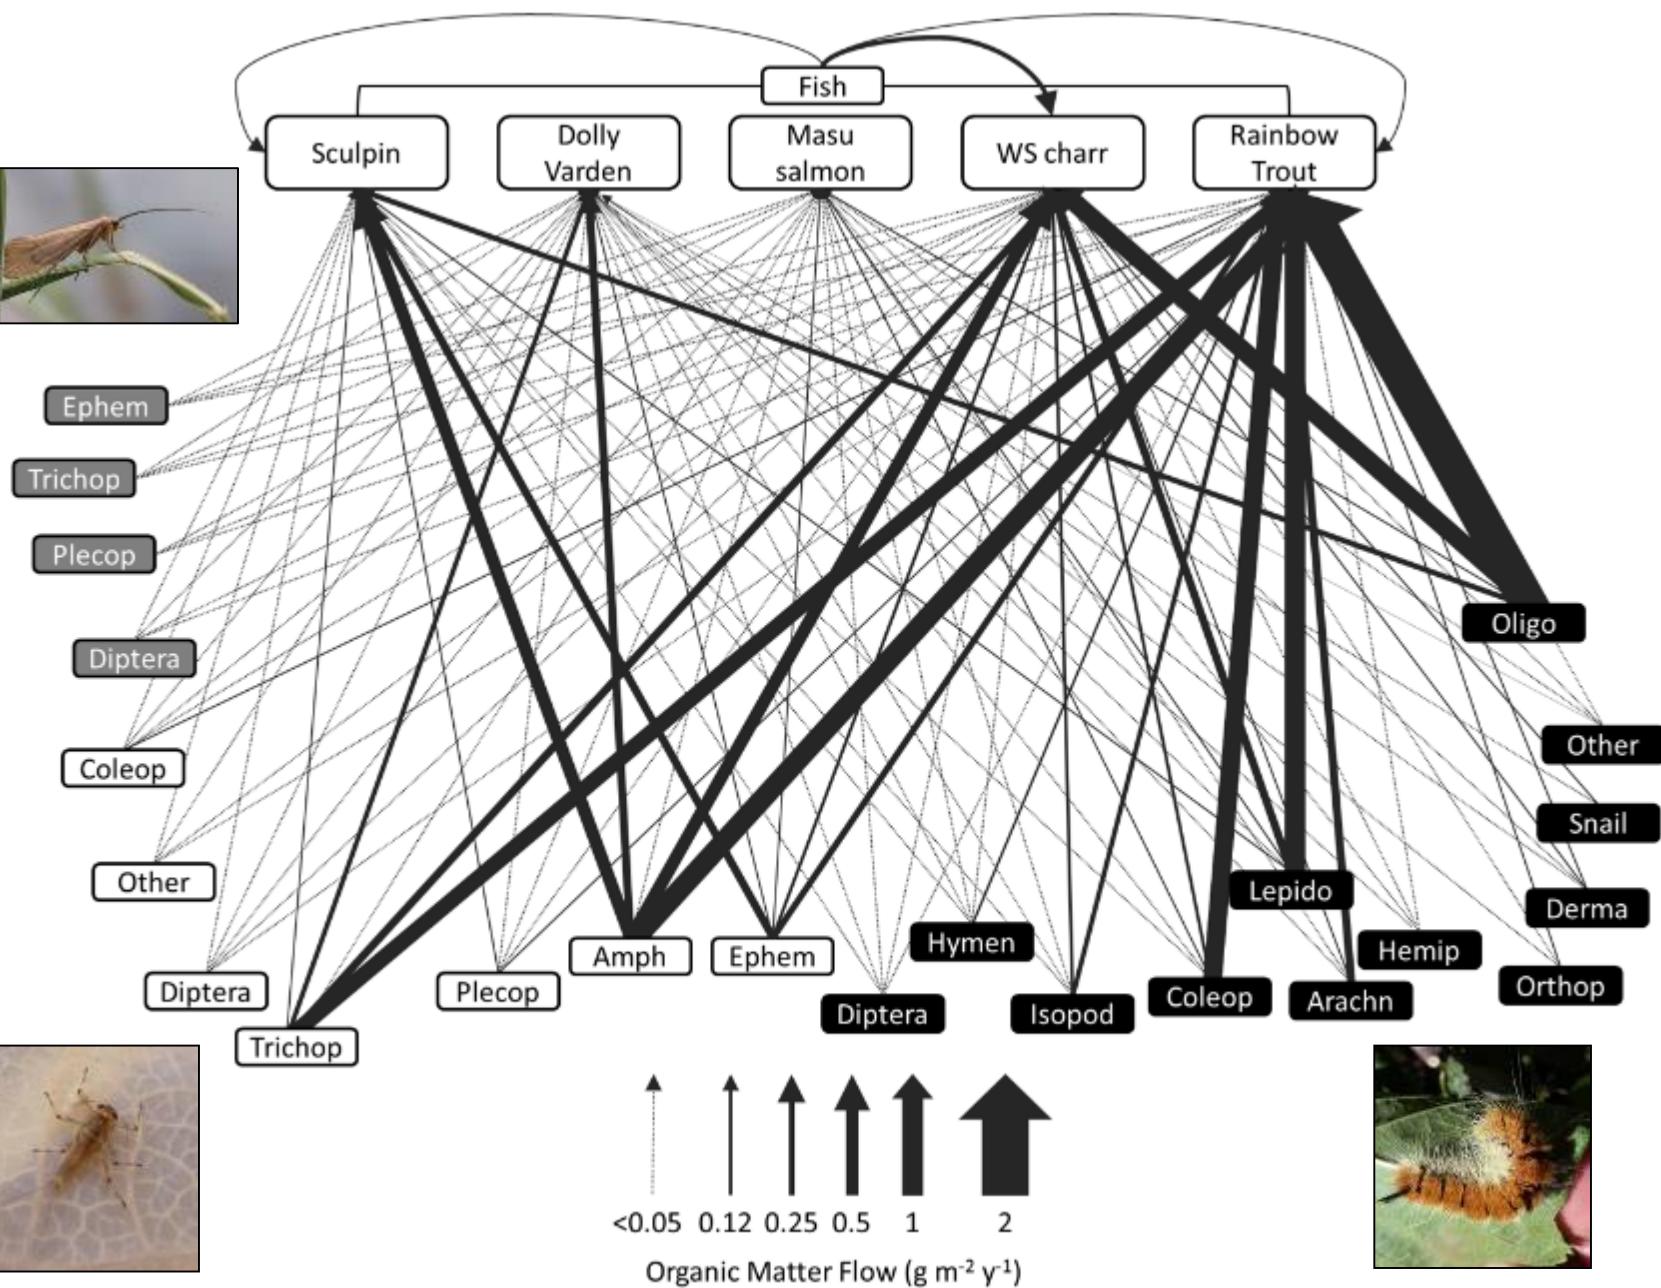 Fish
Sculpin
Dolly
Varden
Masu
salmon
WS charr
Rainbow
Trout
Ephem
Trichop
Plecop
Diptera
Coleop
Other
Diptera
Trichop
Plecop
Amph
Ephem
Diptera
Hymen
Isopod
Coleop
Lepido
Arachn
Hemip
Orthop
Derma
Snail
Other
Oligo
<0.05 0.12 0.25 0.5 1 2
Organic Matter Flow (g m⁻² y⁻¹)